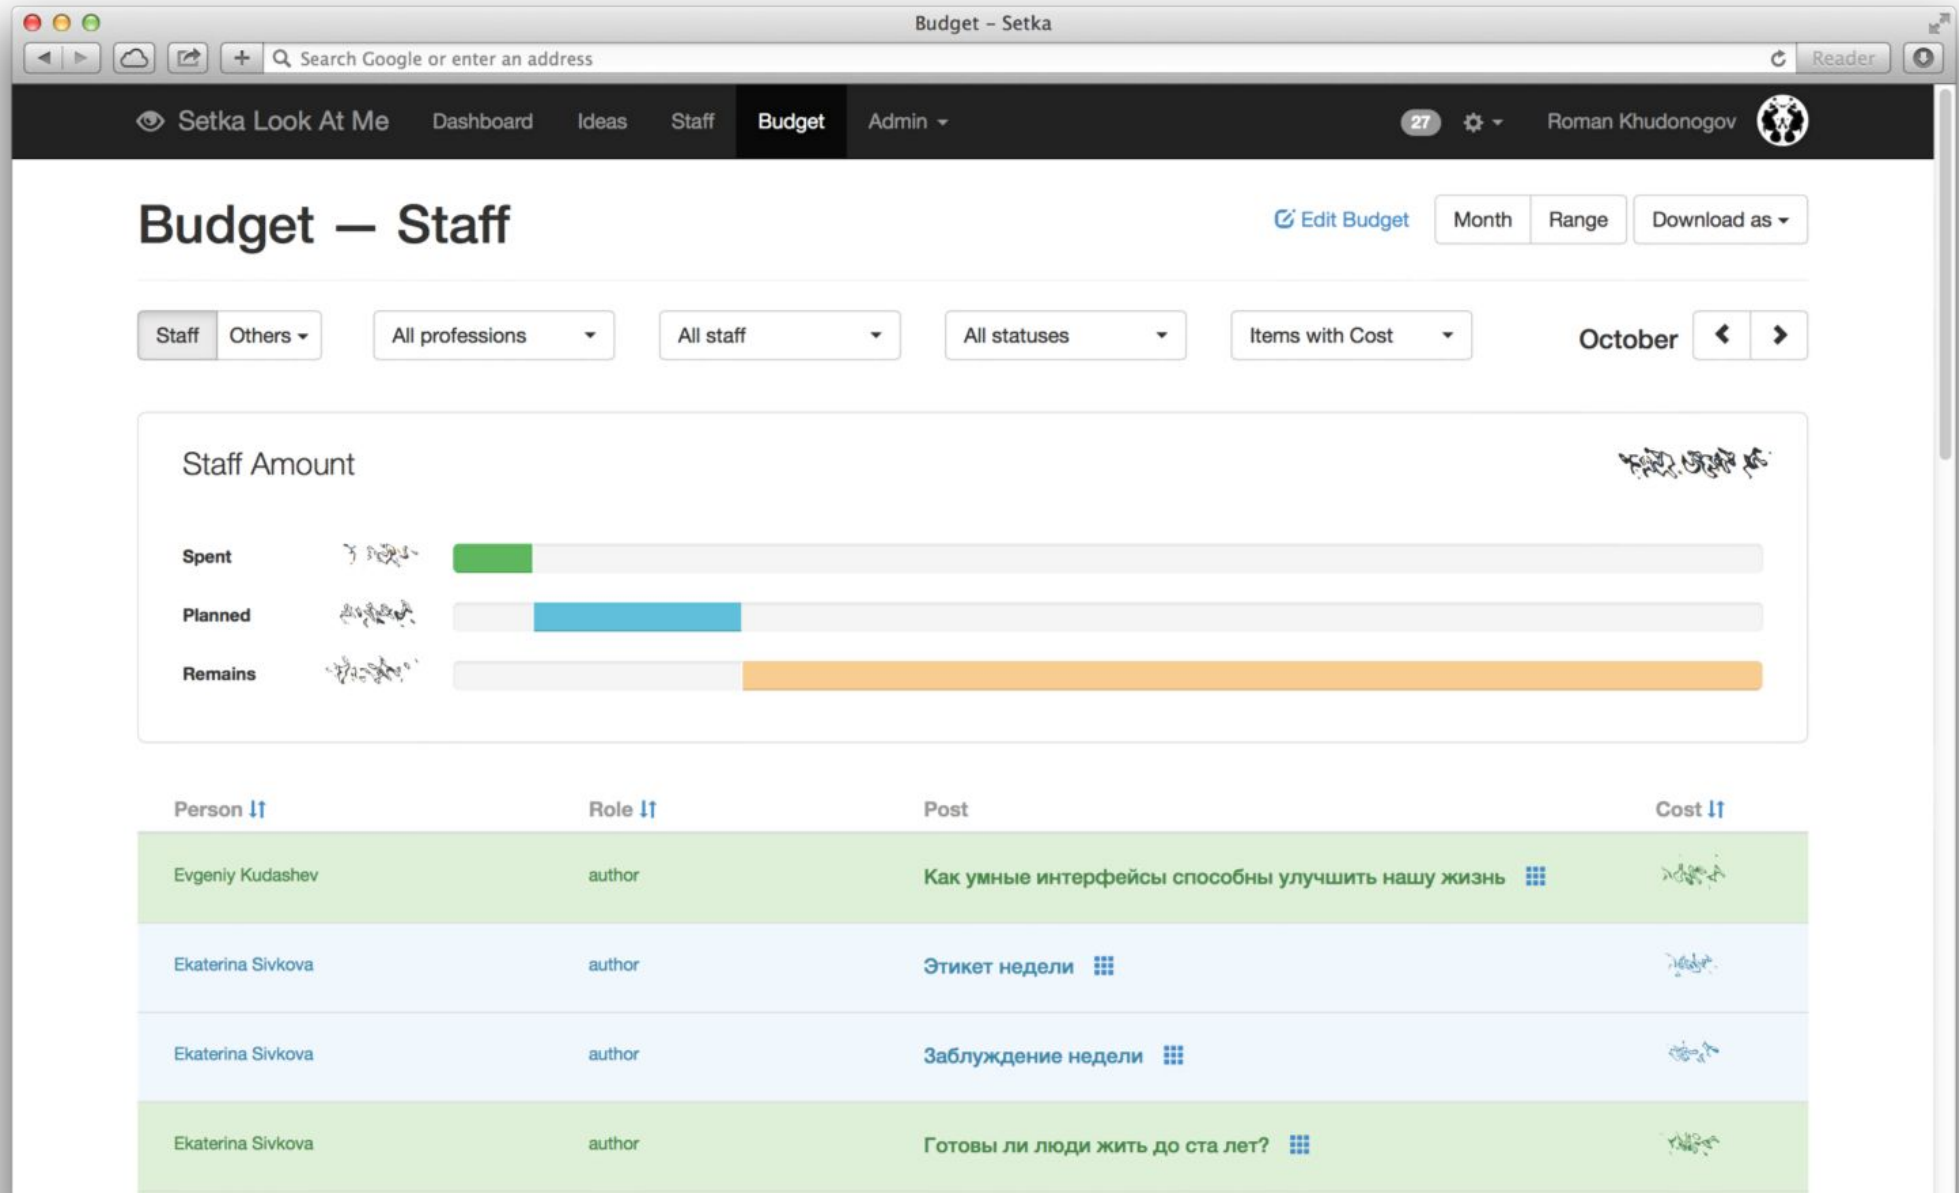 Budget – Setka
Search Google or enter an address
Reader
Setka Look At Me Dashboard Ideas Staff Budget Admin 27 Roman Khudonogov
Budget — Staff
Edit Budget Month Range Download as
Staff Others All professions All staff All statuses Items with Cost October
Staff Amount
Spent
Planned
Remains
Person Role Post Cost
Evgeniy Kudashev author Как умные интерфейсы способны улучшить нашу жизнь
Ekaterina Sivkova author Этикет недели
Ekaterina Sivkova author Заблуждение недели
Ekaterina Sivkova author Готовы ли люди жить до ста лет?